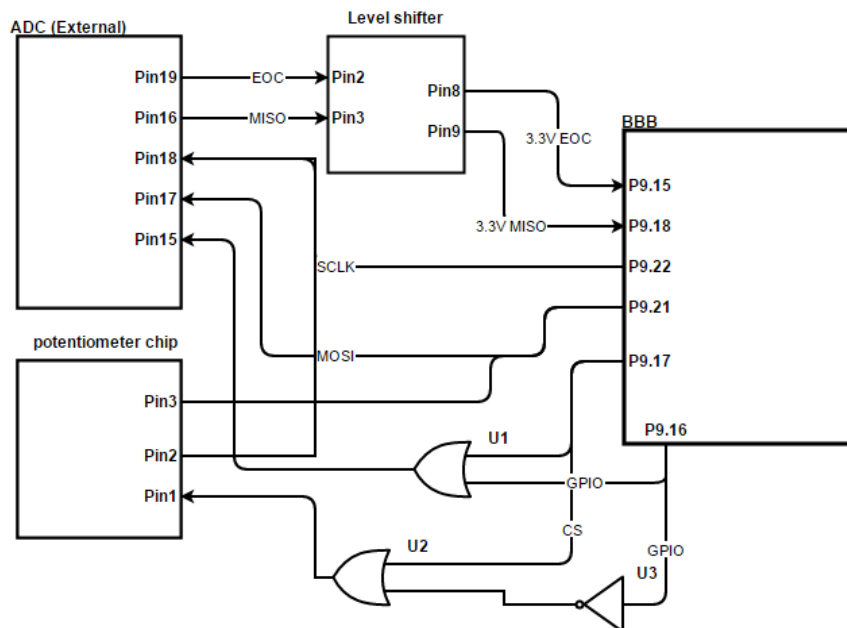 Level shifter
ADC (External)
Pin19
EOC
Pin2
Pin16
MISO
Pin3
Pin8
Pin9
BBB
3.3V EOC
Pin18
Pin17
Pin15
P9.15
3.3V MISO
P9.18
SCLK
P9.22
P9.21
potentiometer chip
MOSI
P9.17
Pin3
P9.16
U1
Pin2
GPIO
Pin1
CS
U2
GPIO
U3